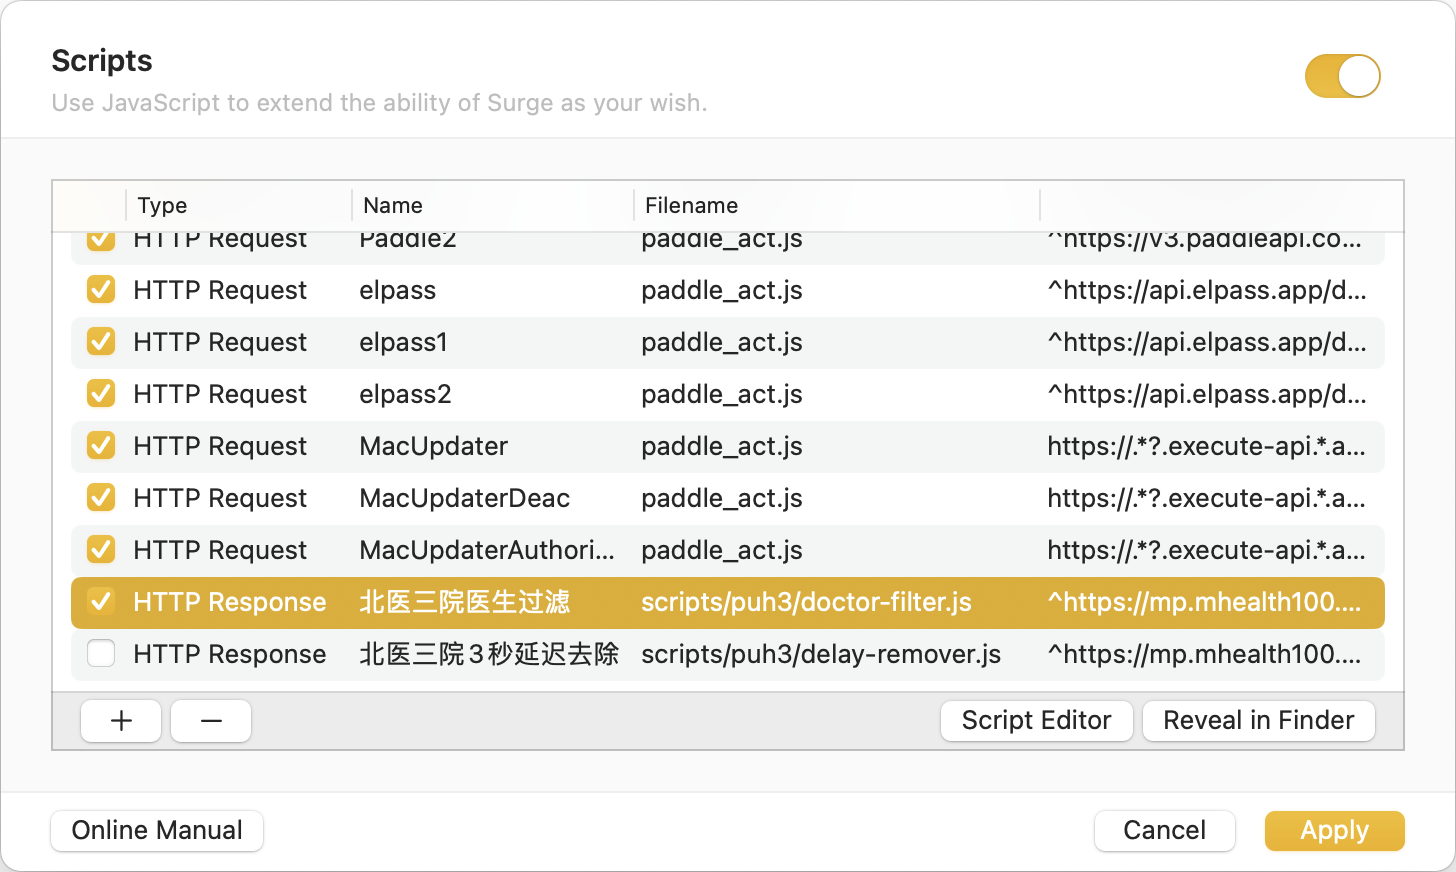 Scripts
Use JavaScript to extend the ability of Surge as your wish.
Type Name Filename
HTTP Request Paddle2 paddle_act.js ^https://v3.paddleapi.co...
HTTP Request elpass paddle_act.js ^https://api.elpass.app/d...
HTTP Request elpass1 paddle_act.js ^https://api.elpass.app/d...
HTTP Request elpass2 paddle_act.js ^https://api.elpass.app/d...
HTTP Request MacUpdater paddle_act.js https://.*?.execute-api.*.a...
HTTP Request MacUpdaterDeac paddle_act.js https://.*?.execute-api.*.a...
HTTP Request MacUpdaterAuthori... paddle_act.js https://.*?.execute-api.*.a...
HTTP Response 北医三院医生过滤 scripts/puh3/doctor-filter.js ^https://mp.mhealth100....
HTTP Response 北医三院3秒延迟去除 scripts/puh3/delay-remover.js ^https://mp.mhealth100....
+ − Script Editor Reveal in Finder
Online Manual Cancel Apply